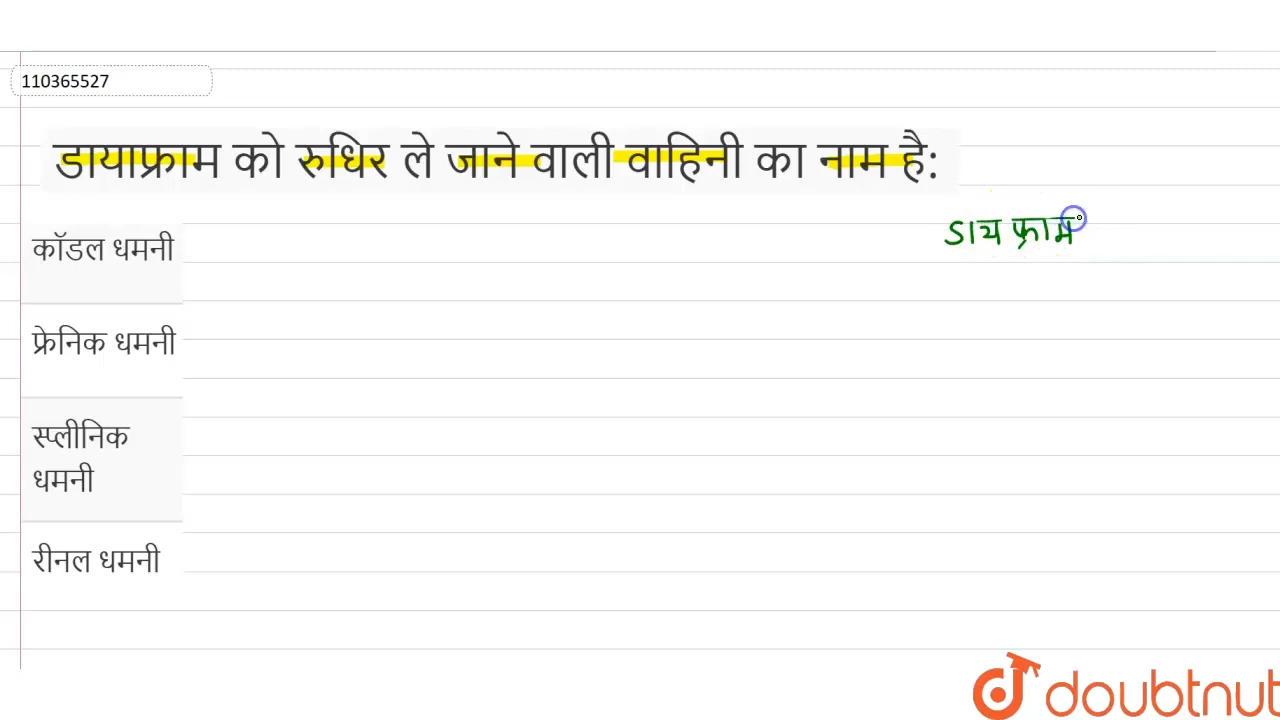 110365527
डायाफ्राम को रुधिर ले जाने वाली वाहिनी का नाम है:
डाय फ्राम
कॉडल धमनी
फ्रेनिक धमनी
स्प्लीनिक
धमनी
रीनल धमनी
doubtnut